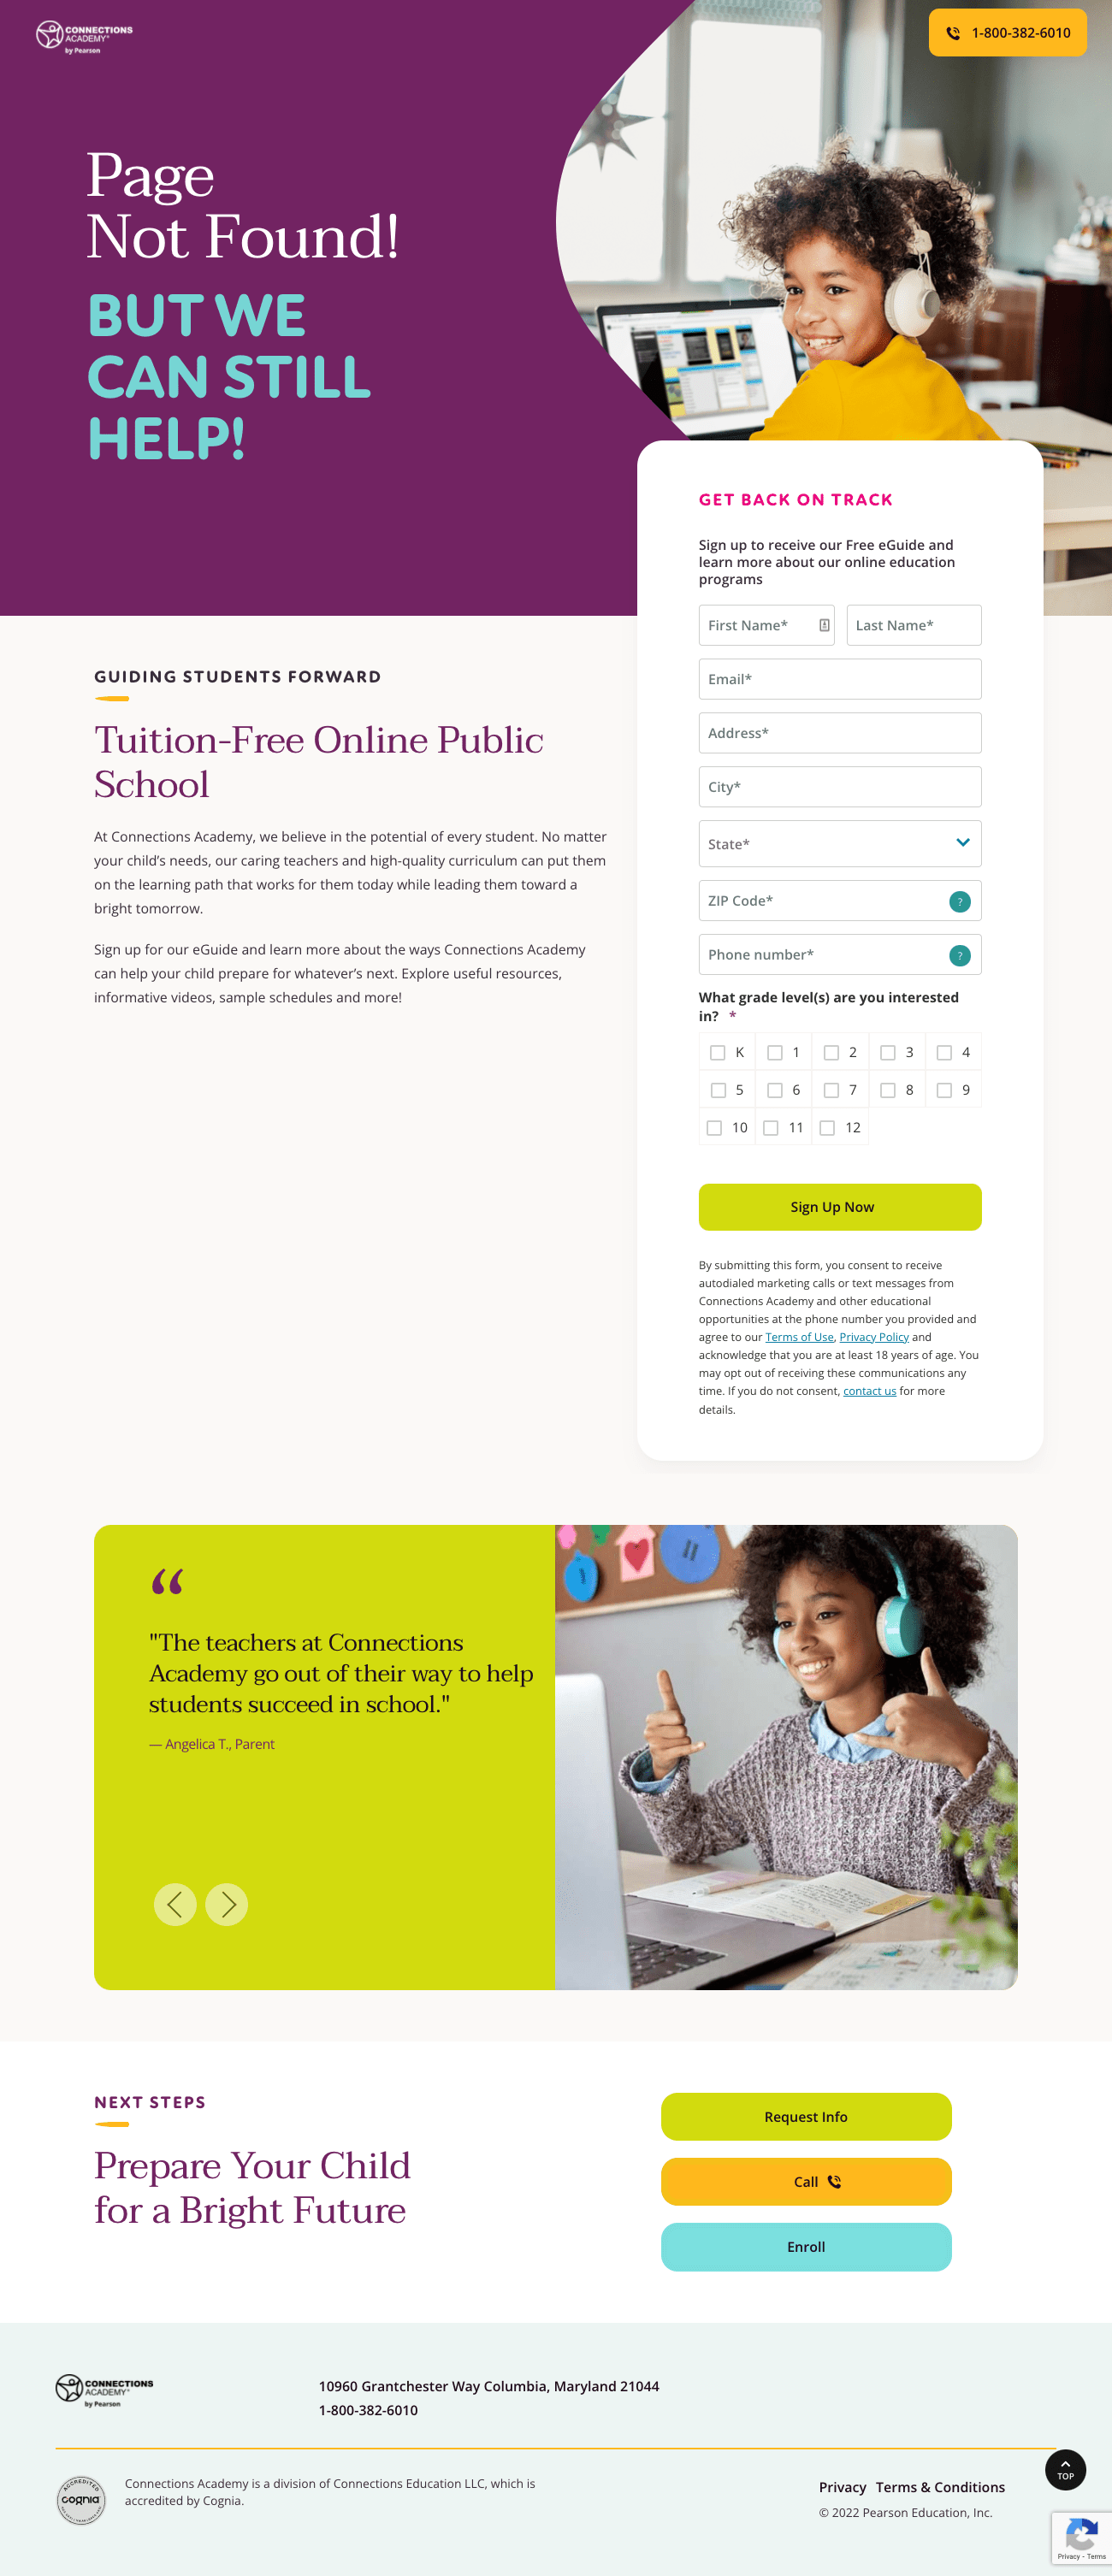 CONNECTIONS
ACADEMY
by Pearson
1-800-382-6010
Page
Not Found!
BUT WE
CAN STILL
HELP!
GET BACK ON TRACK
Sign up to receive our Free eGuide and
learn more about our online education
programs
First Name*
Last Name*
Email*
Address*
City*
State*
ZIP Code*
?
Phone number*
?
What grade level(s) are you interested
in? *
K 1 2 3 4
5 6 7 8 9
10 11 12
Sign Up Now
By submitting this form, you consent to receive
autodialed marketing calls or text messages from
Connections Academy and other educational
opportunities at the phone number you provided and
agree to our Terms of Use, Privacy Policy and
acknowledge that you are at least 18 years of age. You
may opt out of receiving these communications any
time. If you do not consent, contact us for more
details.
GUIDING STUDENTS FORWARD
Tuition-Free Online Public
School
At Connections Academy, we believe in the potential of every student. No matter
your child’s needs, our caring teachers and high-quality curriculum can put them
on the learning path that works for them today while leading them toward a
bright tomorrow.
Sign up for our eGuide and learn more about the ways Connections Academy
can help your child prepare for whatever’s next. Explore useful resources,
informative videos, sample schedules and more!
“
"The teachers at Connections
Academy go out of their way to help
students succeed in school."
— Angelica T., Parent
NEXT STEPS
Prepare Your Child
for a Bright Future
Request Info
Call
Enroll
CONNECTIONS
ACADEMY
by Pearson
10960 Grantchester Way Columbia, Maryland 21044
1-800-382-6010
TOP
ACCREDITED
cognia
Connections Academy is a division of Connections Education LLC, which is
accredited by Cognia.
Privacy Terms & Conditions
© 2022 Pearson Education, Inc.
Privacy - Terms